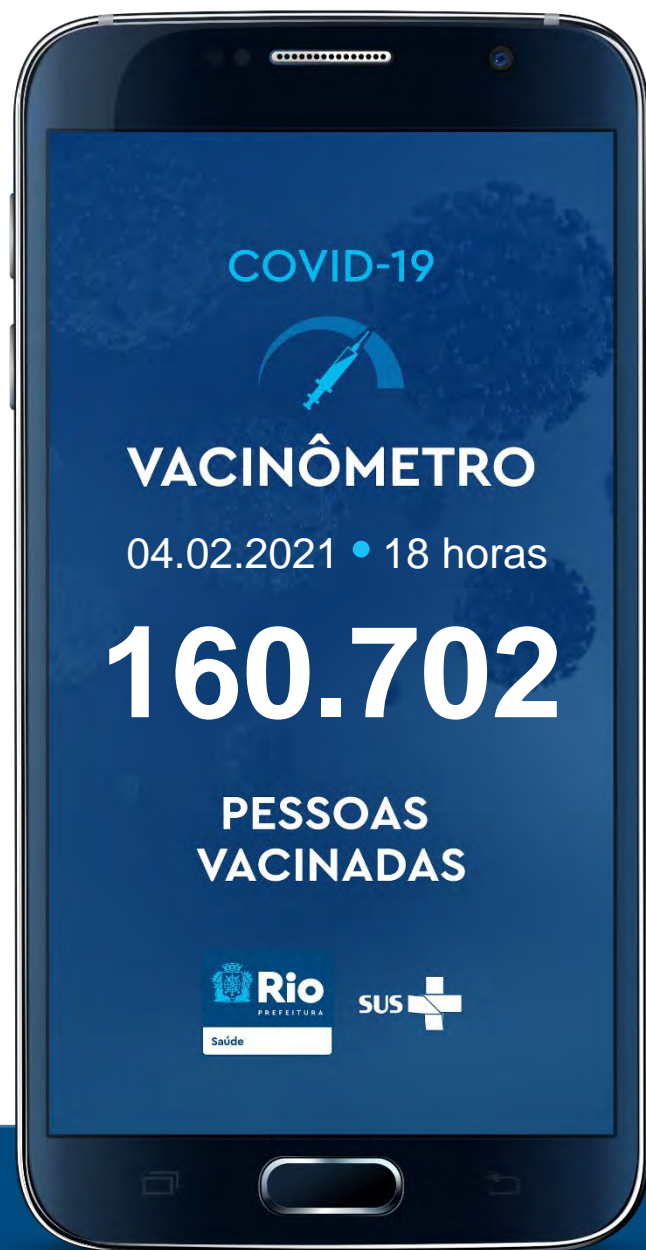 COVID-19
VACINÔMETRO
04.02.2021 • 18 horas
160.702
PESSOAS
VACINADAS
Rio
PREFEITURA
Saúde
SUS